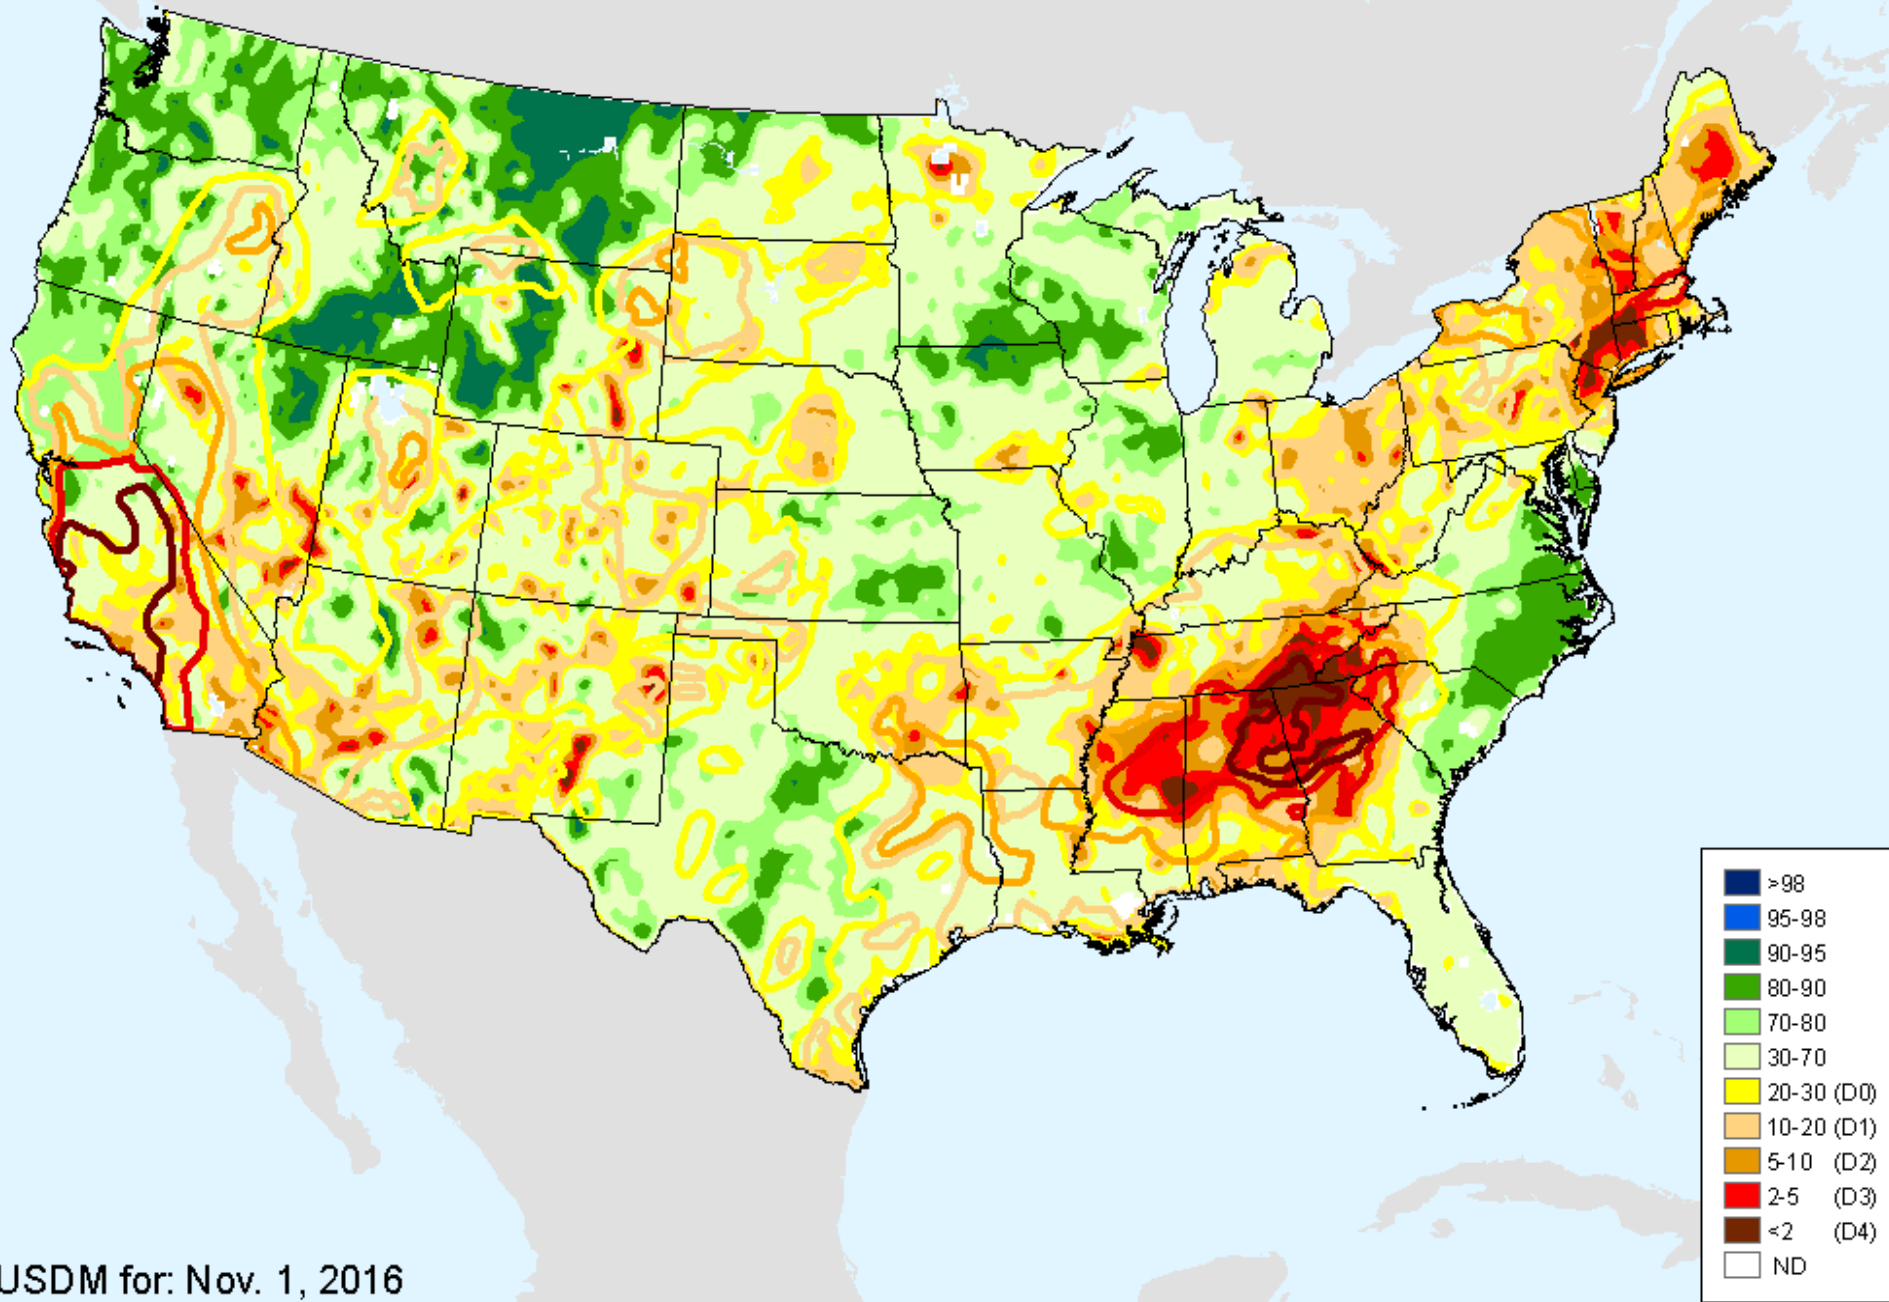 >98
95-98
90-95
80-90
70-80
30-70
20-30 (D0)
10-20 (D1)
5-10 (D2)
2-5 (D3)
<2 (D4)
ND
USDM for: Nov. 1, 2016